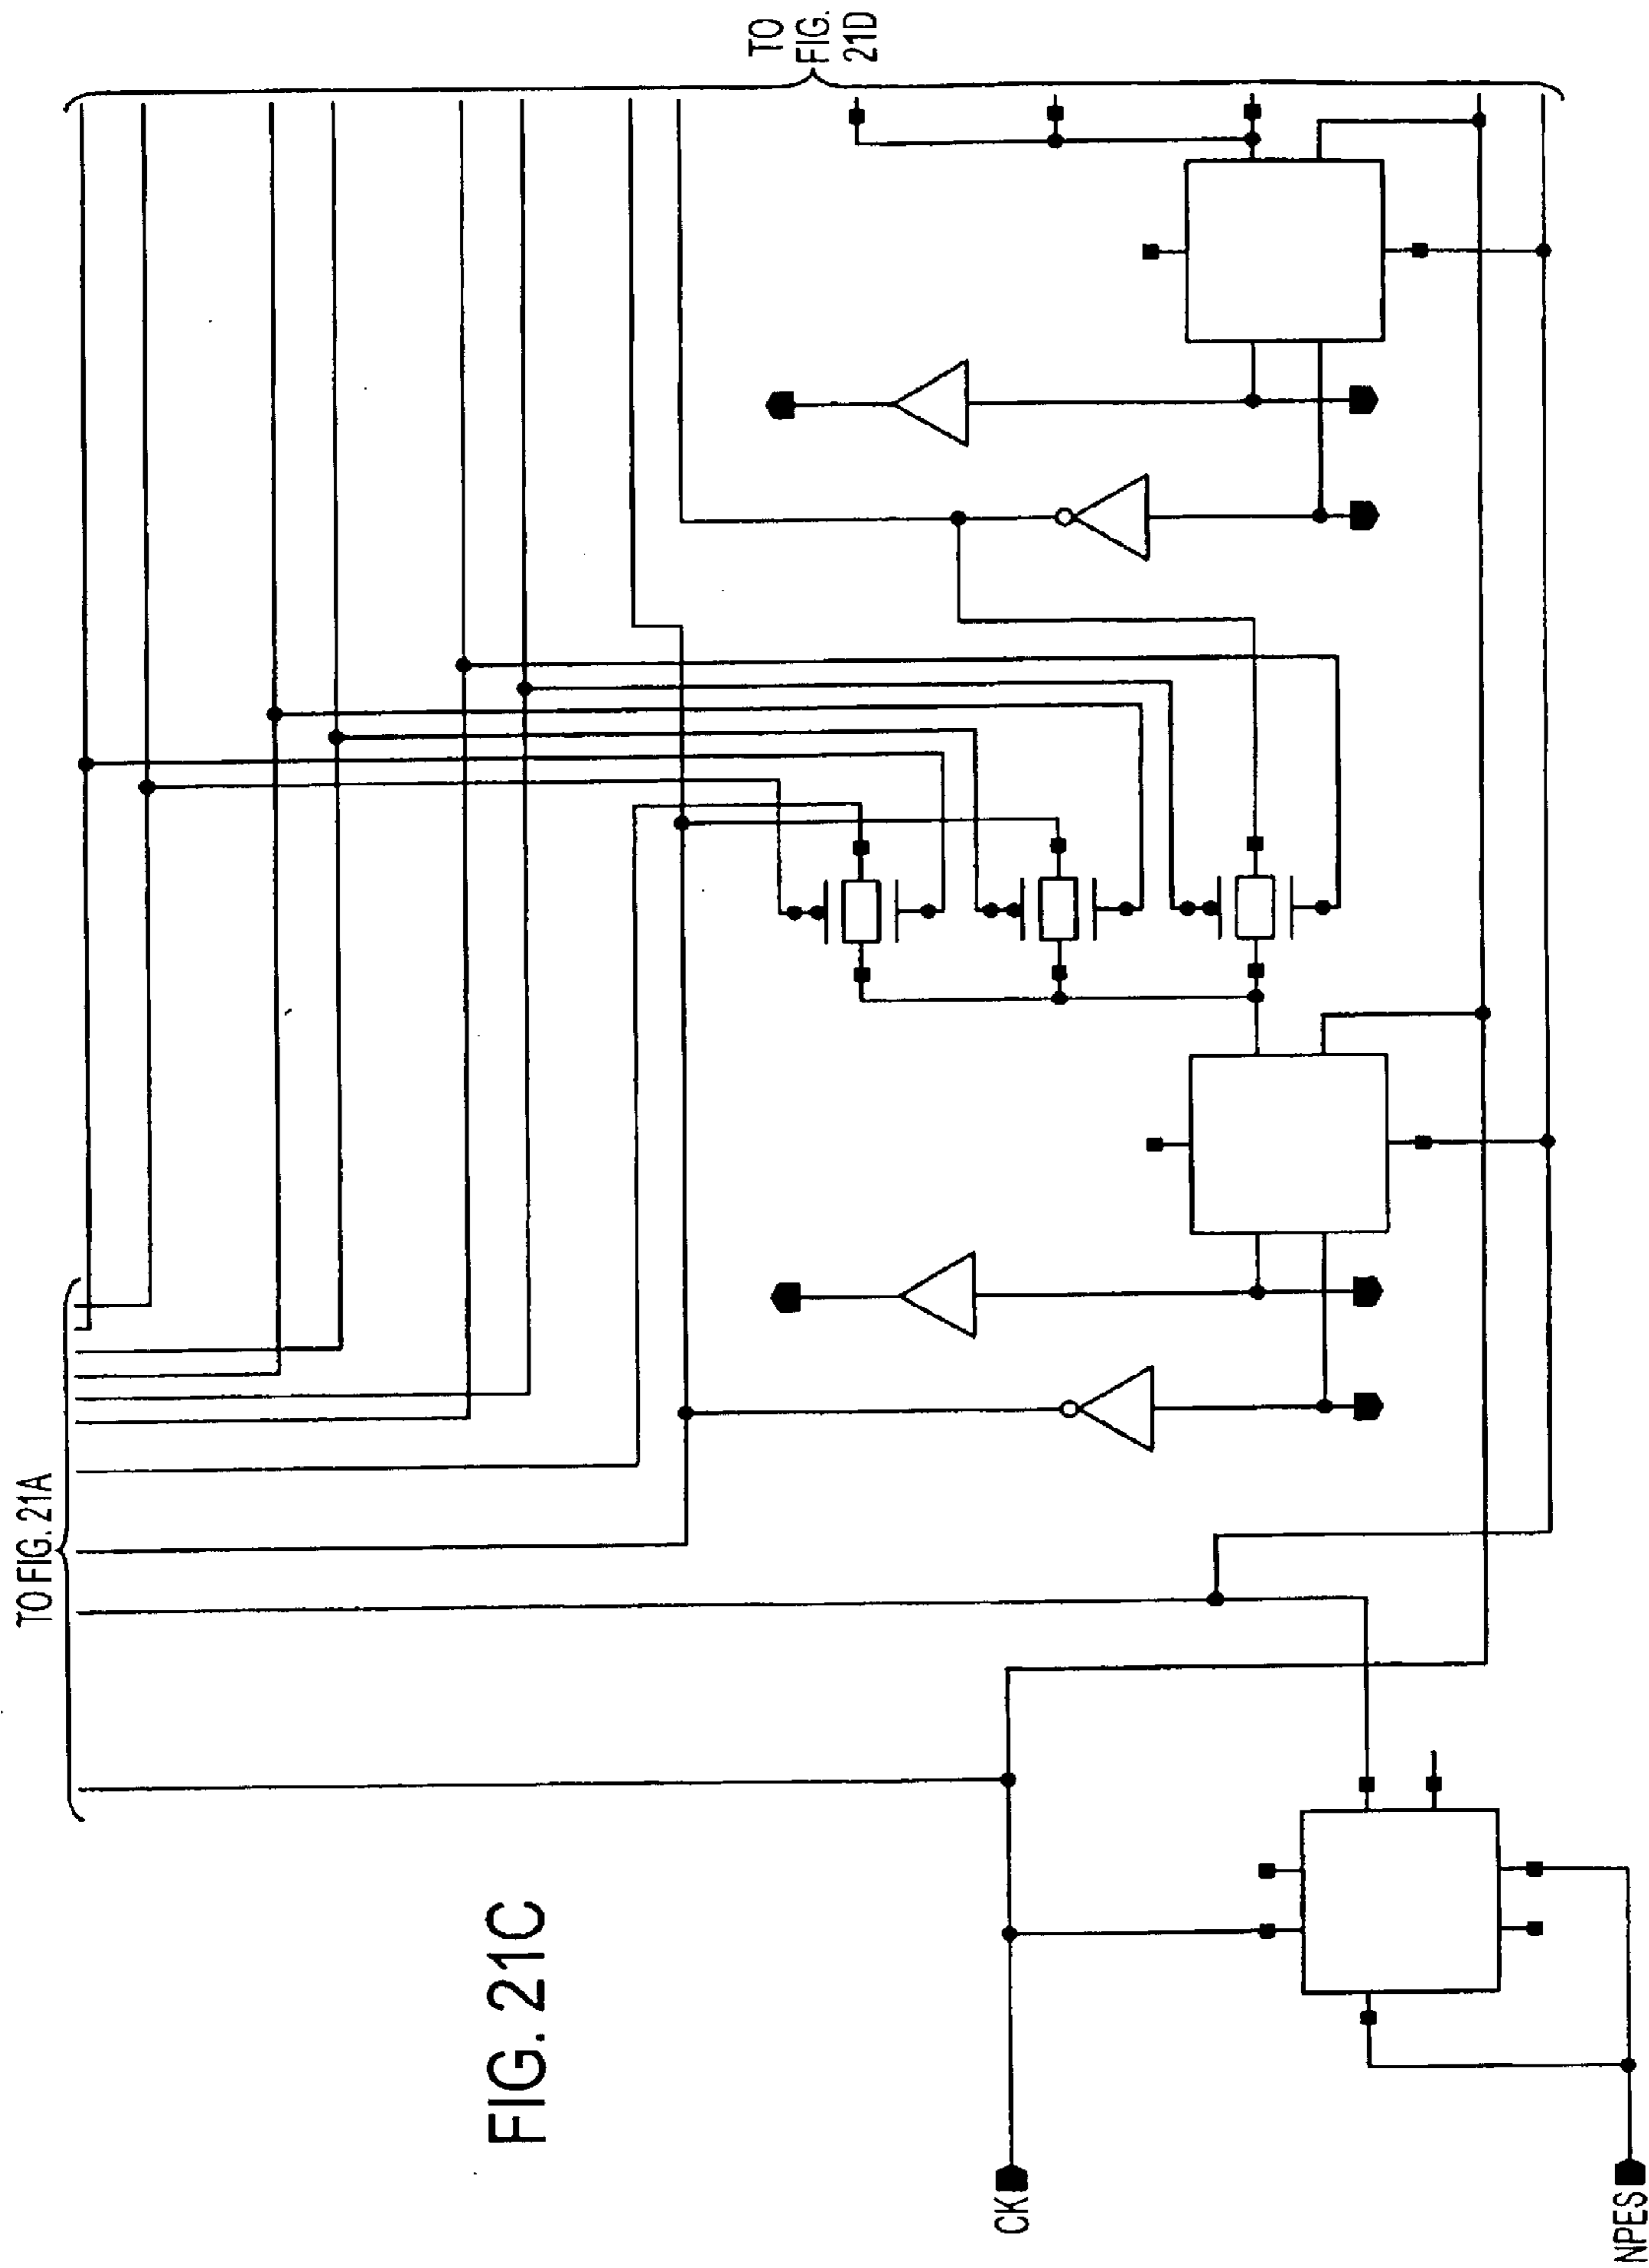 TO FIG. 21A
TO
FIG.
21D
FIG. 21C
CK
NPES